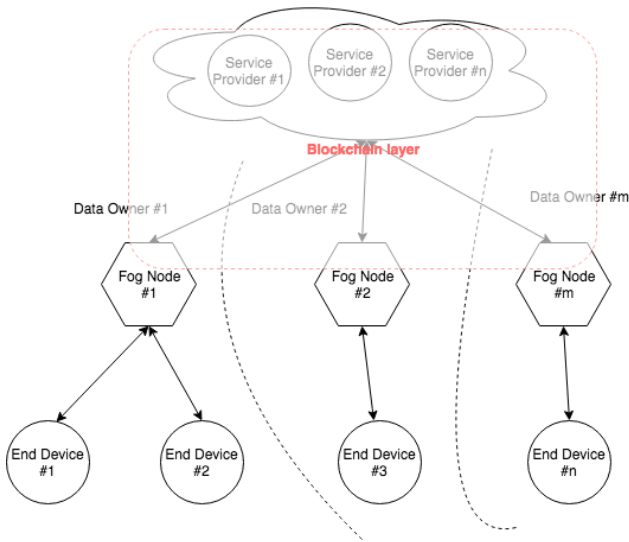 Service
Provider #1
Service
Provider #2
Service
Provider #n
Blockchain layer
Data Owner #1
Data Owner #2
Data Owner #m
Fog Node
#1
Fog Node
#2
Fog Node
#m
End Device
#1
End Device
#2
End Device
#3
End Device
#n